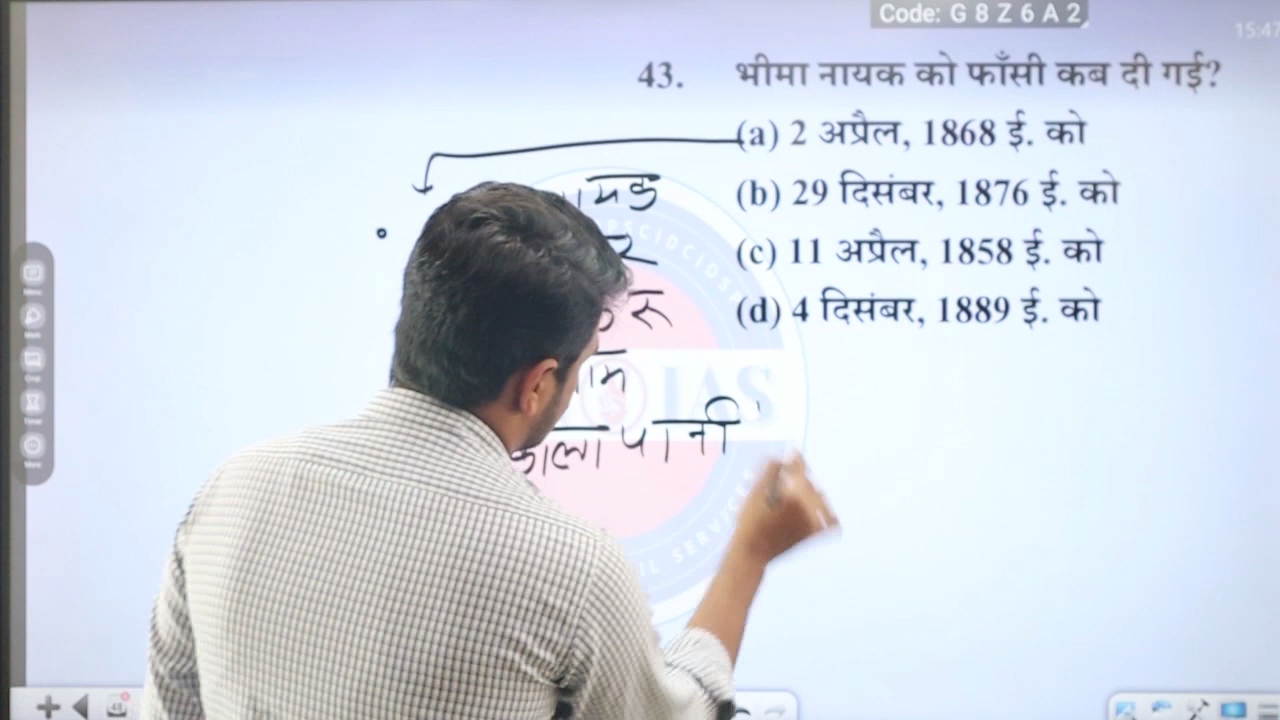 Code: G 8 Z 6 A 2
15:47
43. भीमा नायक को फाँसी कब दी गई?
(a) 2 अप्रैल, 1868 ई. को
(b) 29 दिसंबर, 1876 ई. को
(c) 11 अप्रैल, 1858 ई. को
(d) 4 दिसंबर, 1889 ई. को
काला पानी
IAS